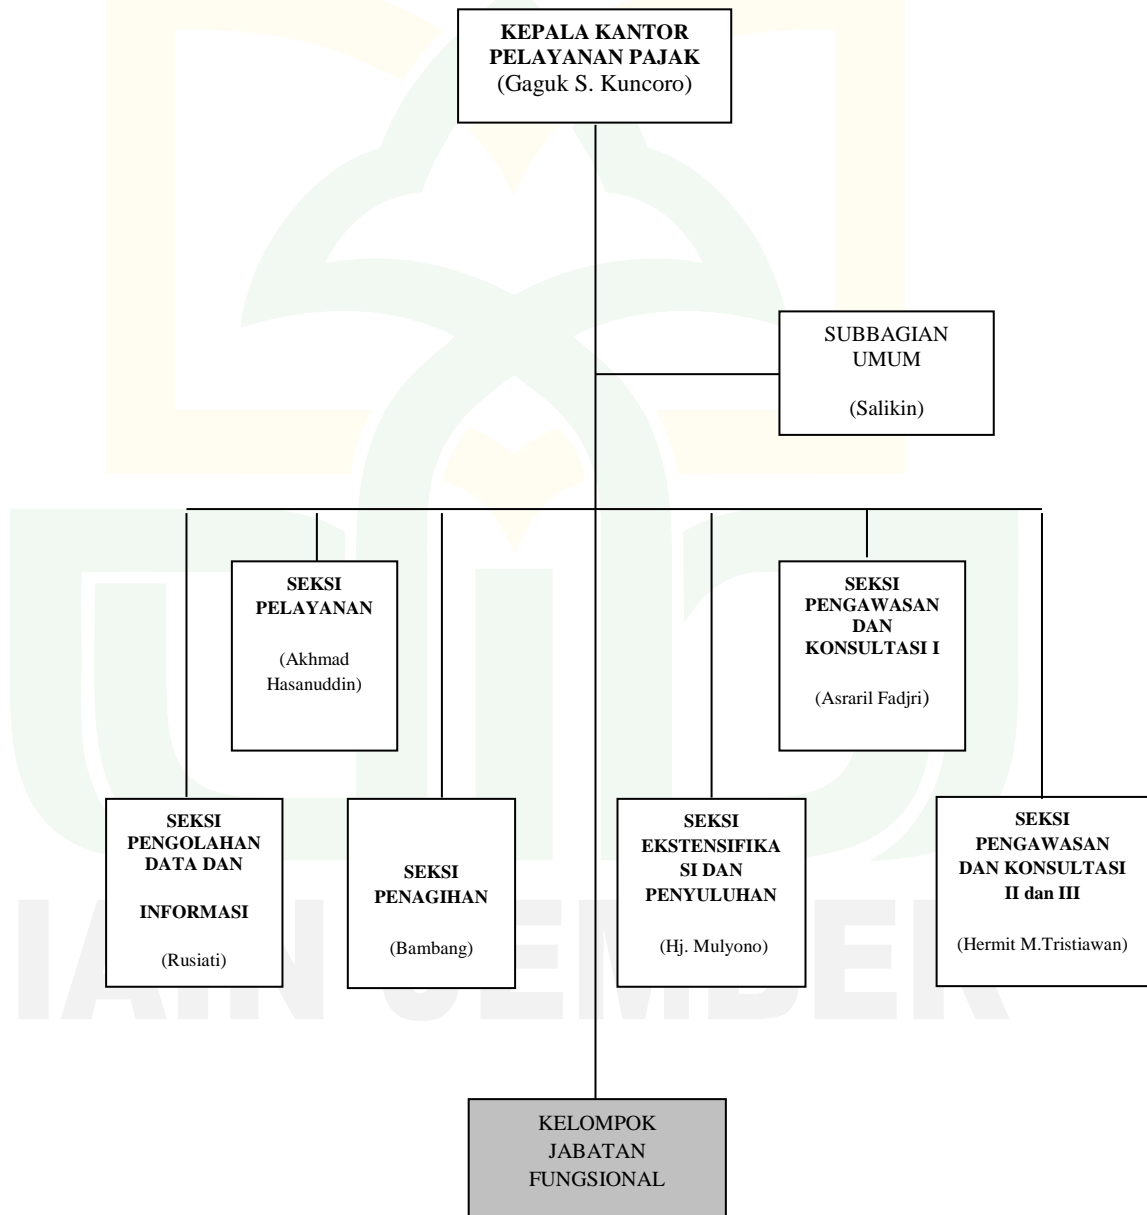 KEPALA KANTOR
PELAYANAN PAJAK
(Gaguk S. Kuncoro)
SUBBAGIAN
UMUM
(Salikin)
SEKSI
PELAYANAN
(Akhmad
Hasanuddin)
SEKSI
PENGAWASAN
DAN
KONSULTASI I
(Asraril Fadjri)
SEKSI
PENGOLAHAN
DATA DAN
INFORMASI
(Rusiati)
SEKSI
PENAGIHAN
(Bambang)
SEKSI
EKSTENSIFIKA
SI DAN
PENYULUHAN
(Hj. Mulyono)
SEKSI
PENGAWASAN
DAN KONSULTASI
II dan III
(Hermit M.Tristiawan)
IAIN JEMBER
KELOMPOK
JABATAN
FUNGSIONAL